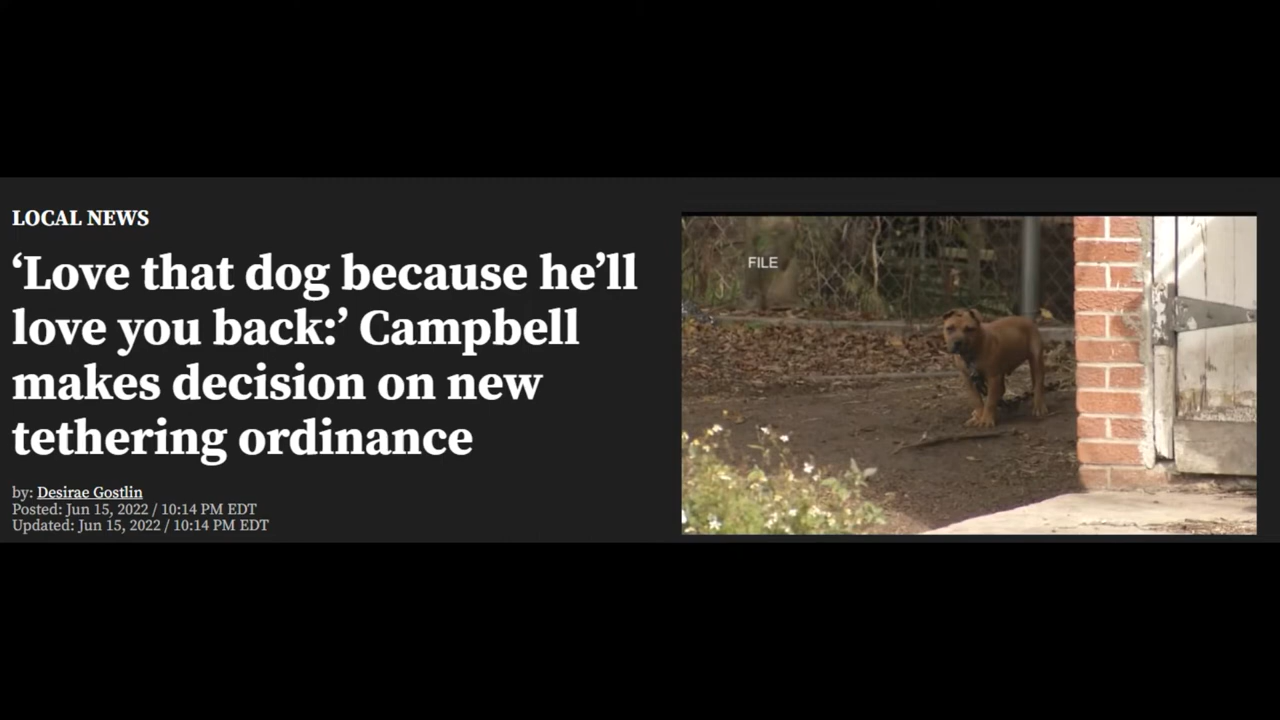 LOCAL NEWS
‘Love that dog because he’ll
love you back:’ Campbell
makes decision on new
tethering ordinance
by: Desirae Gostlin
Posted: Jun 15, 2022 / 10:14 PM EDT
Updated: Jun 15, 2022 / 10:14 PM EDT
FILE